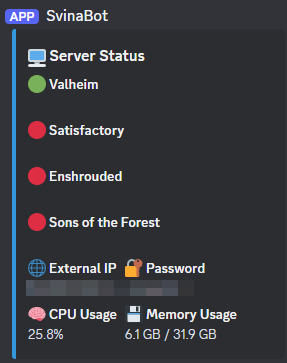 APP SvinaBot
Server Status
Valheim
Satisfactory
Enshrouded
Sons of the Forest
External IP Password
CPU Usage Memory Usage
25.8% 6.1 GB / 31.9 GB